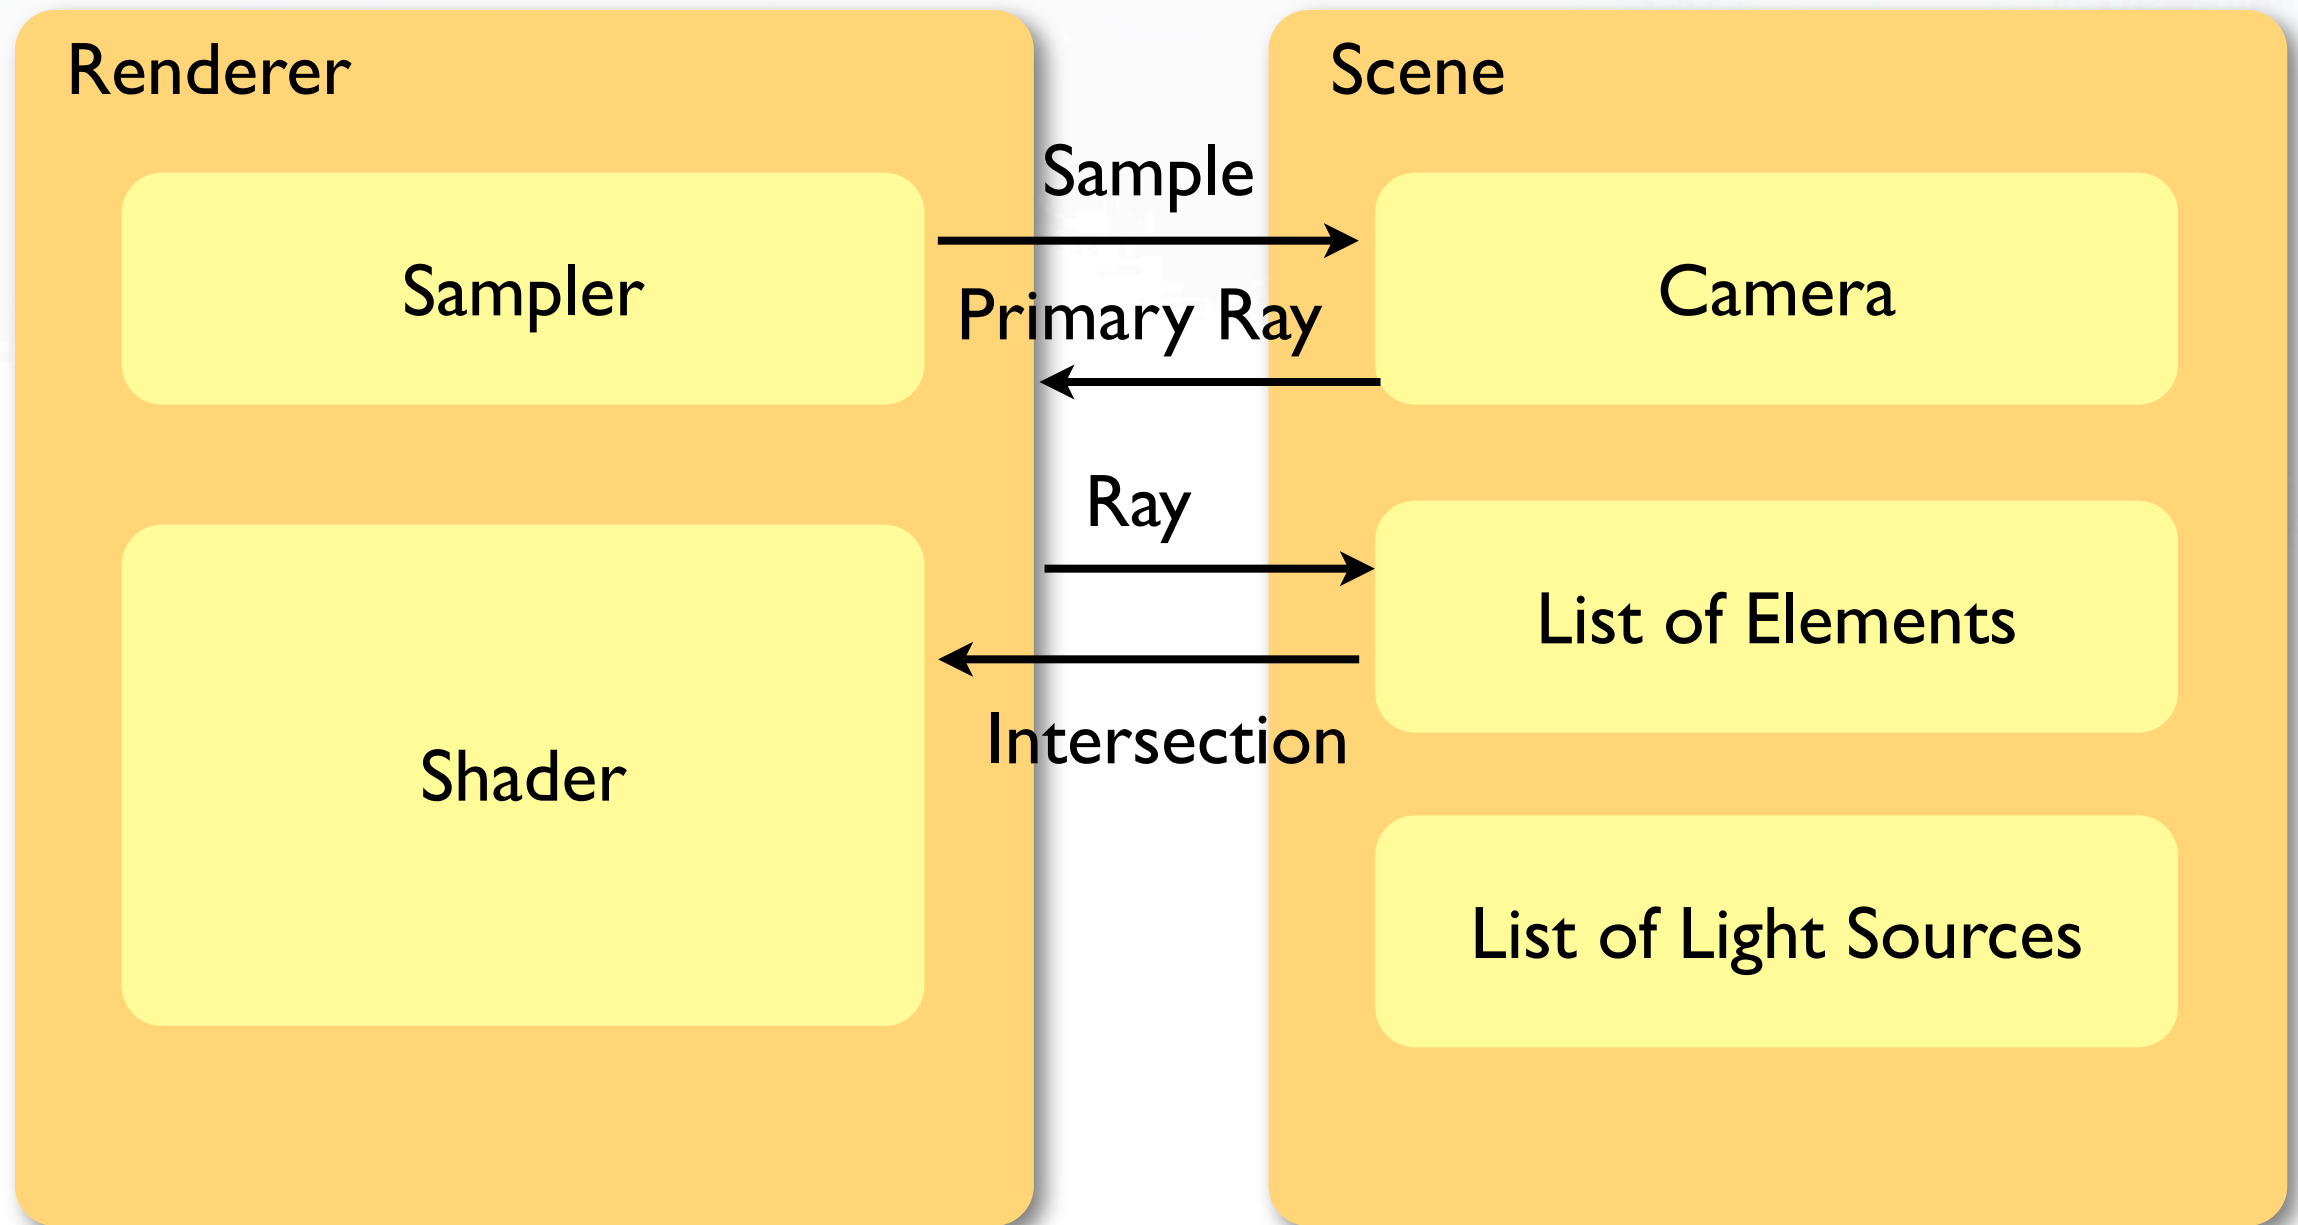 Renderer
Scene
Sample
Sampler
Camera
Primary Ray
Ray
List of Elements
Intersection
Shader
List of Light Sources